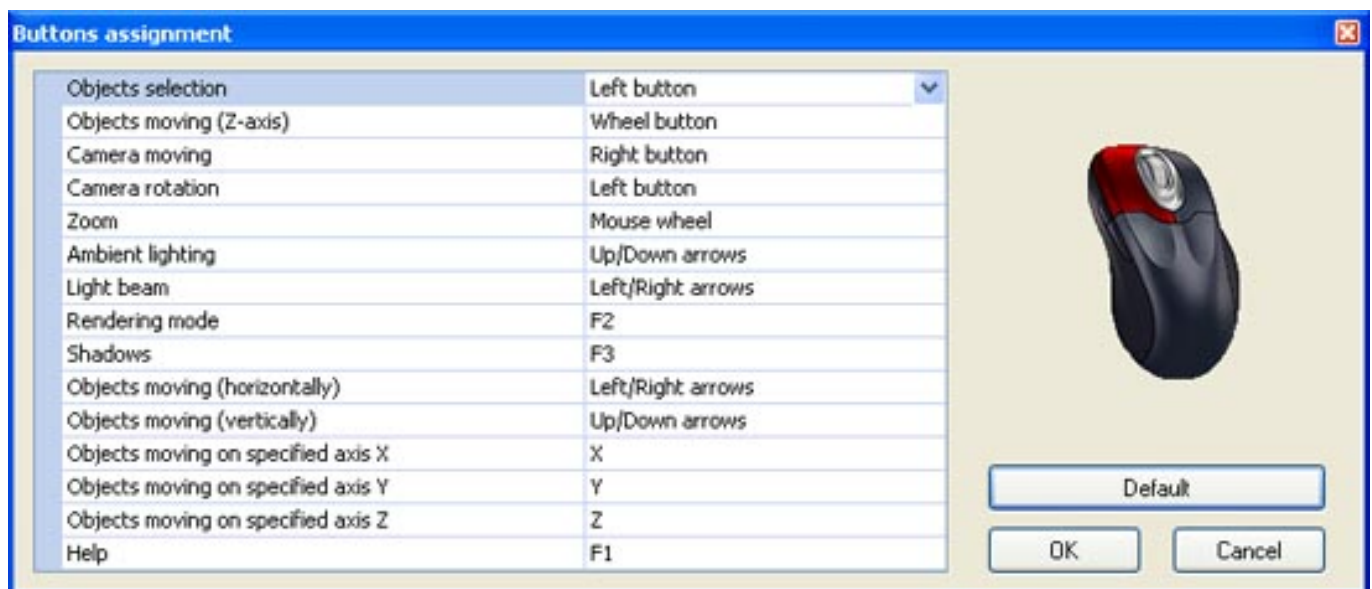 Buttons assignment
Objects selection Left button
Objects moving (Z-axis) Wheel button
Camera moving Right button
Camera rotation Left button
Zoom Mouse wheel
Ambient lighting Up/Down arrows
Light beam Left/Right arrows
Rendering mode F2
Shadows F3
Objects moving (horizontally) Left/Right arrows
Objects moving (vertically) Up/Down arrows
Objects moving on specified axis X X
Objects moving on specified axis Y Y
Objects moving on specified axis Z Z
Help F1
Default
OK Cancel